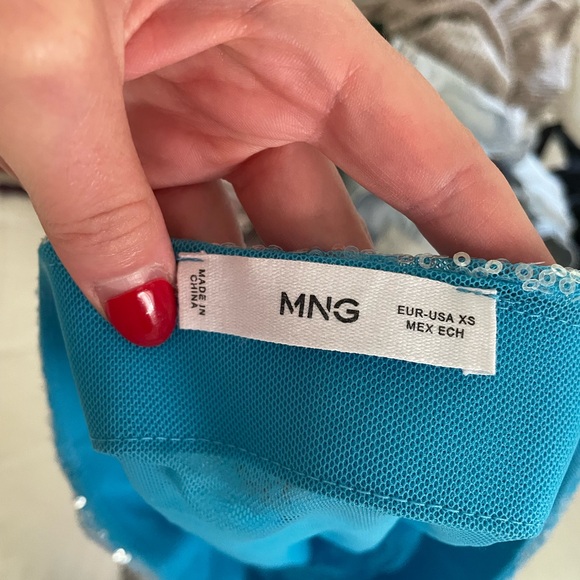 MADE IN
CHINA
MNG
EUR-USA XS
MEX ECH